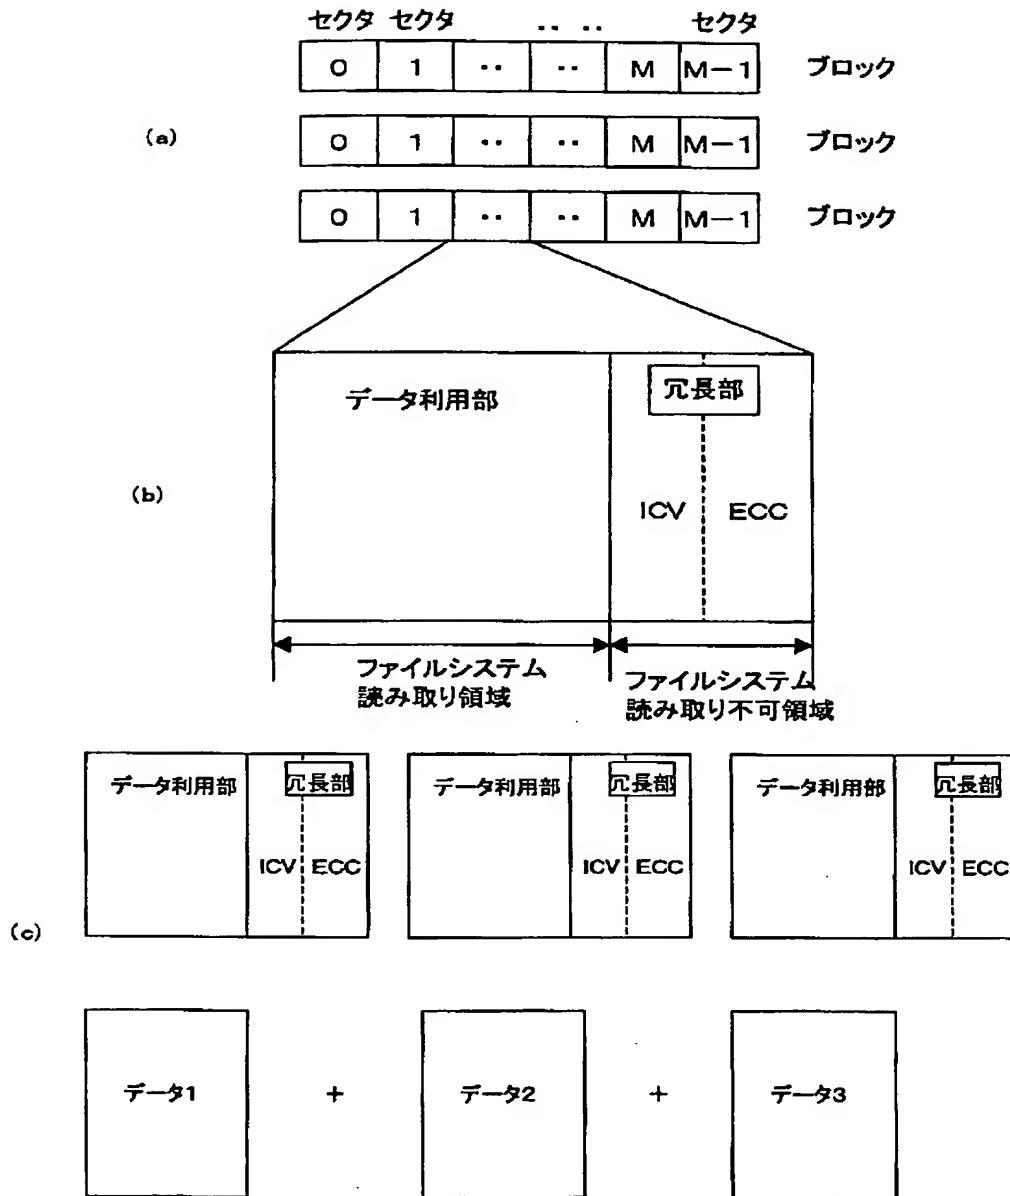 セクタ セクタ ‥ ‥ セクタ
0 1 ‥ ‥ M M-1 ブロック
(a) 0 1 ‥ ‥ M M-1 ブロック
0 1 ‥ ‥ M M-1 ブロック
データ利用部 冗長部
(b) ICV ECC
ファイルシステム
読み取り領域
ファイルシステム
読み取り不可領域
データ利用部 冗長部 データ利用部 冗長部 データ利用部 冗長部
ICV ECC ICV ECC ICV ECC
(c)
データ1 + データ2 + データ3